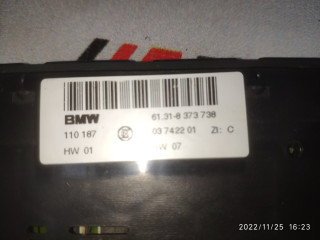 BMW 61.31-8 373 738
110 187 03 7422 01 ZI: C
HW 01 SW 07
2022/11/25 16:23